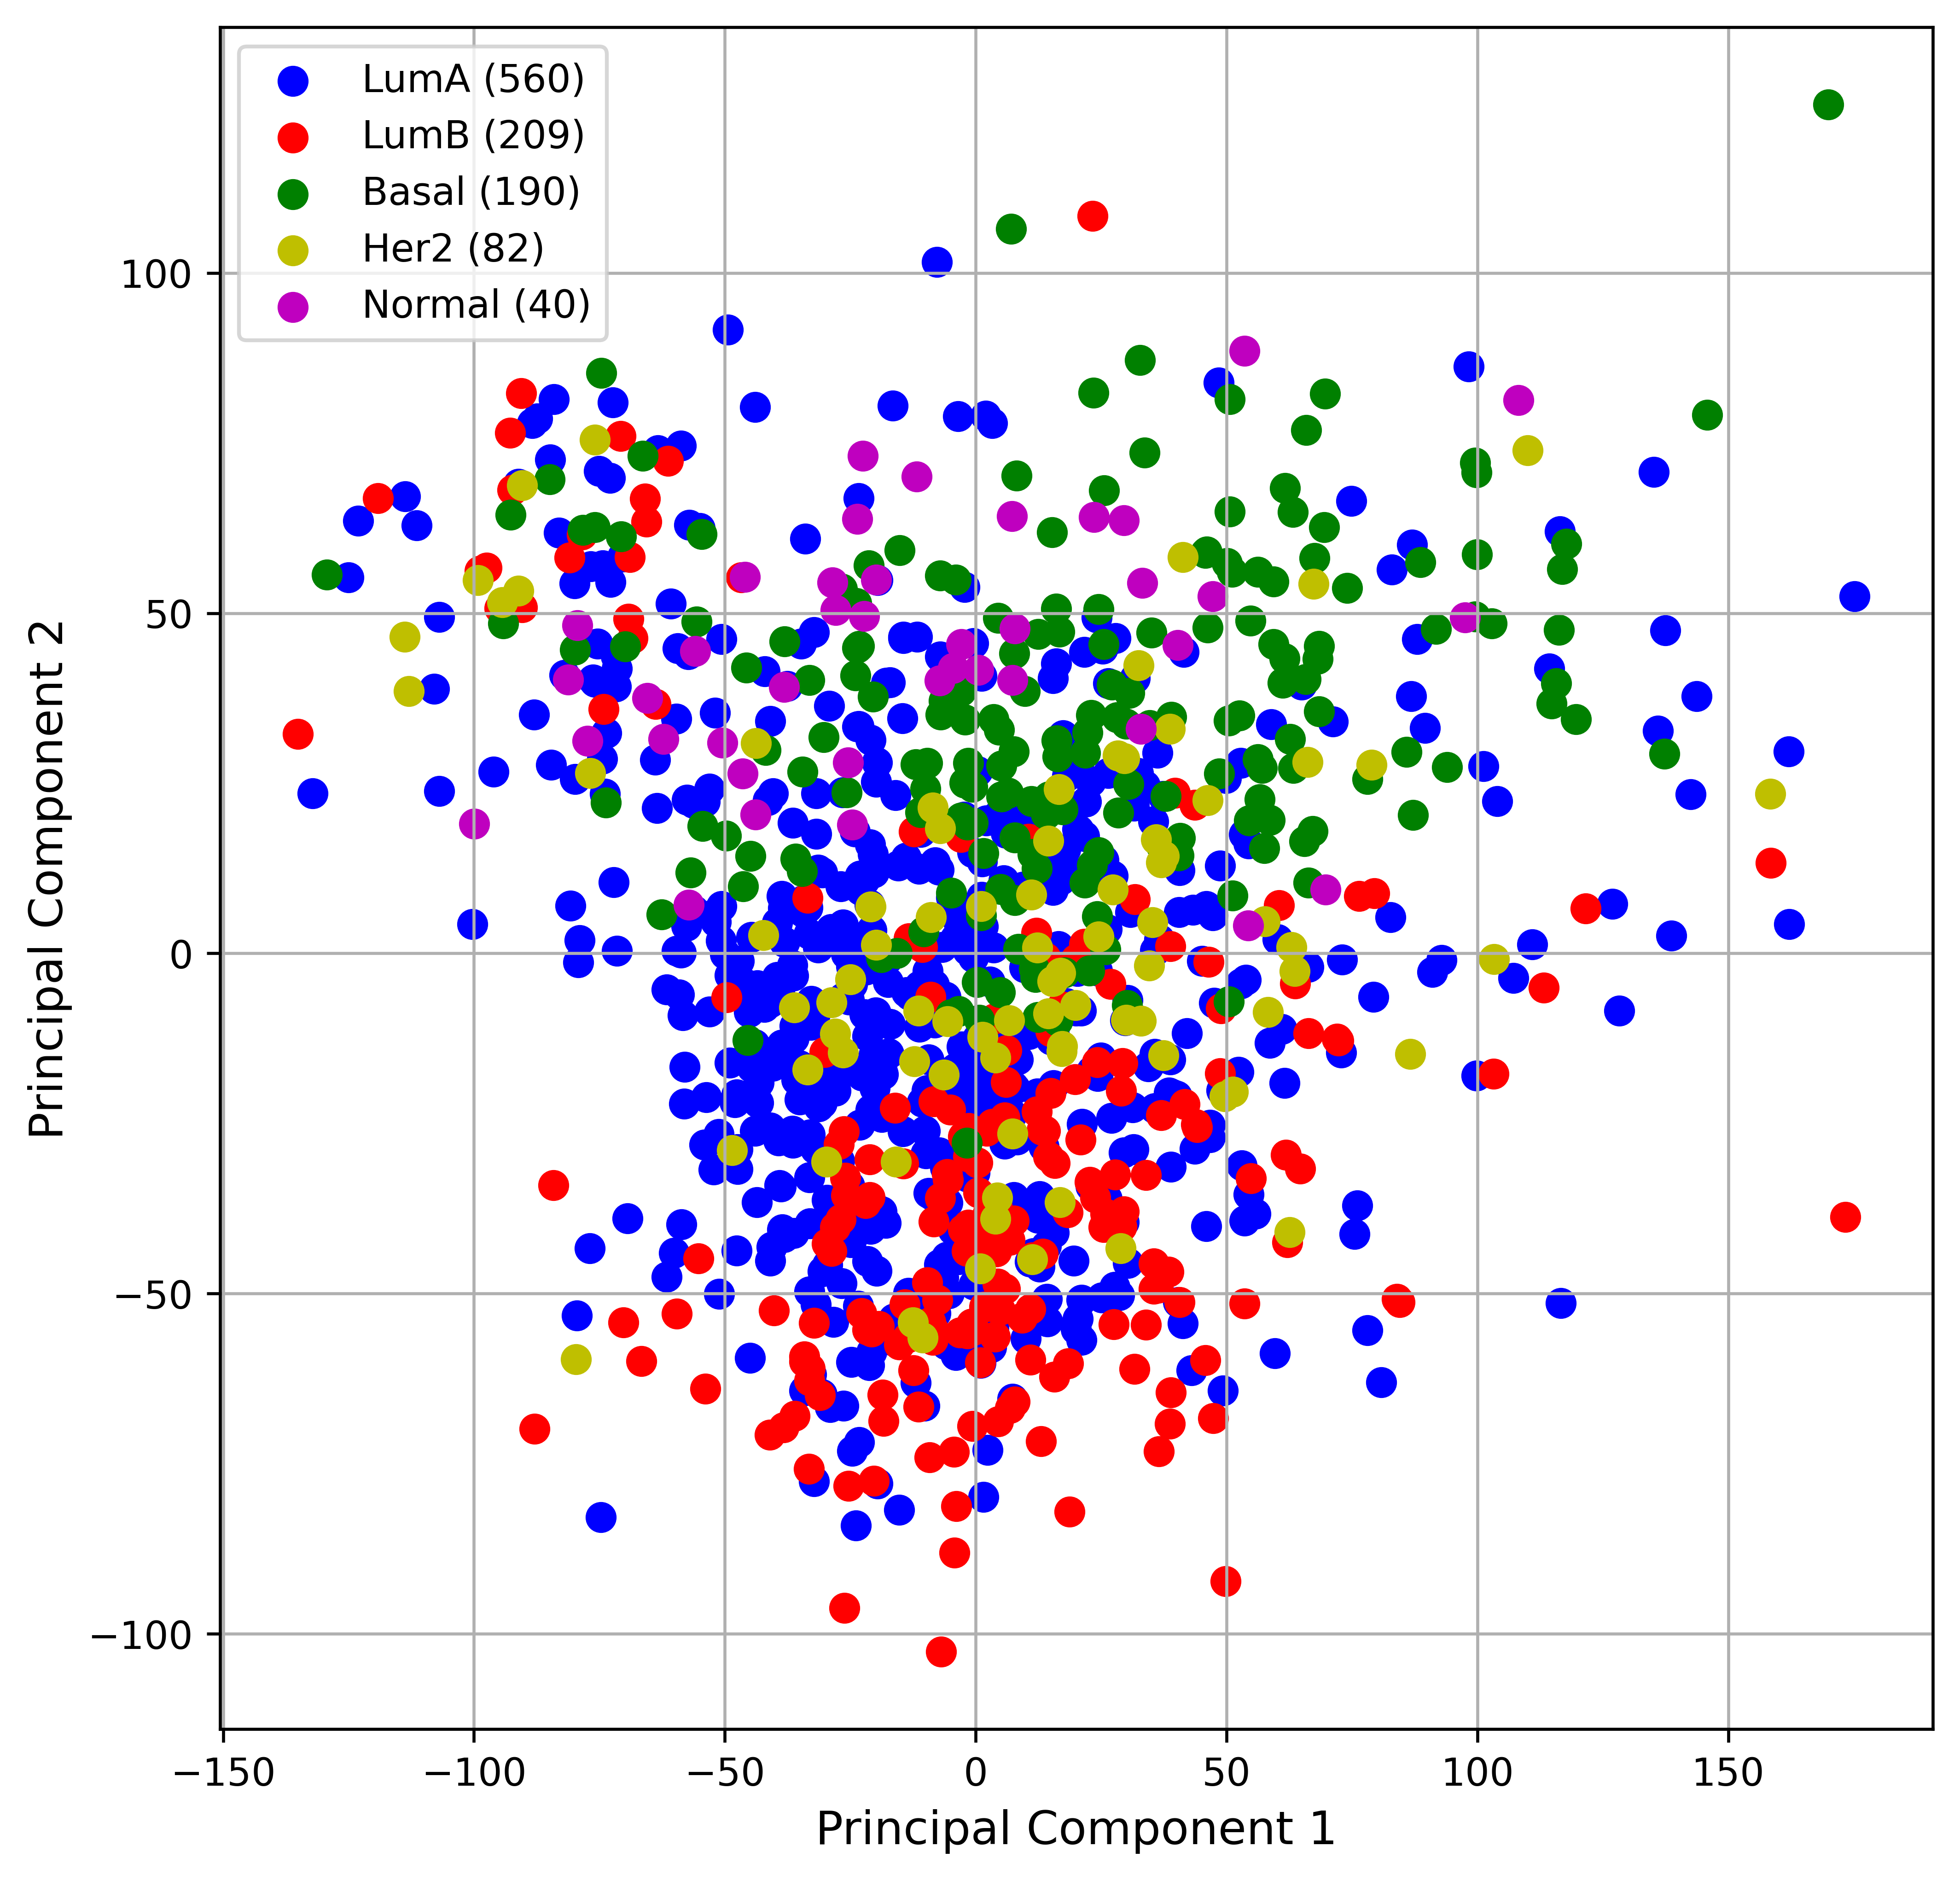 LumA (560)
LumB (209)
Basal (190)
Her2 (82)
Normal (40)
100
50
0
−50
−100
Principal Component 2
−150
−100
−50
0
50
100
150
Principal Component 1